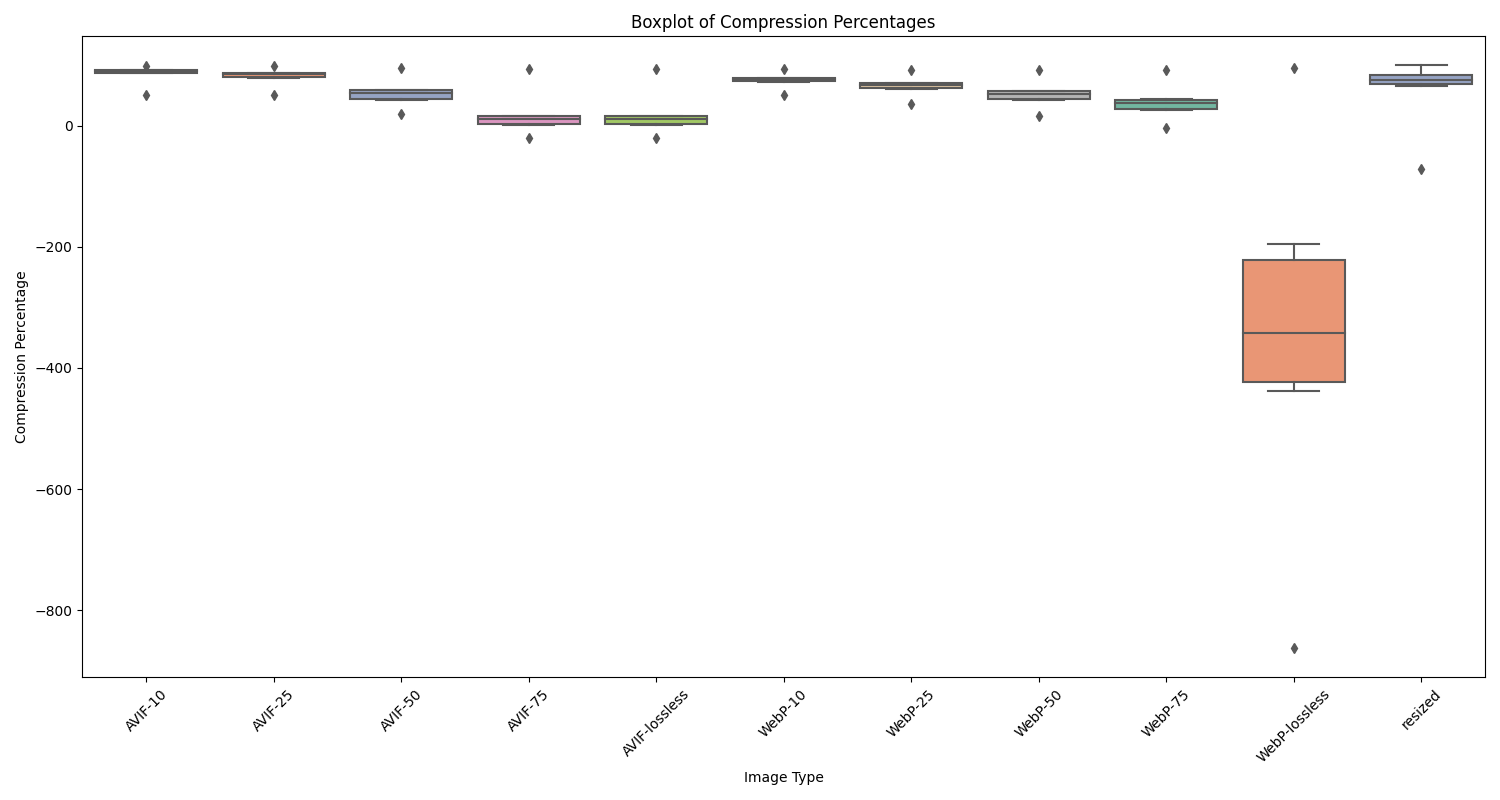 Boxplot of Compression Percentages
Compression Percentage
0
−200
−400
−600
−800
AVIF-10
AVIF-25
AVIF-50
AVIF-75
AVIF-lossless
WebP-10
WebP-25
WebP-50
WebP-75
WebP-lossless
resized
Image Type